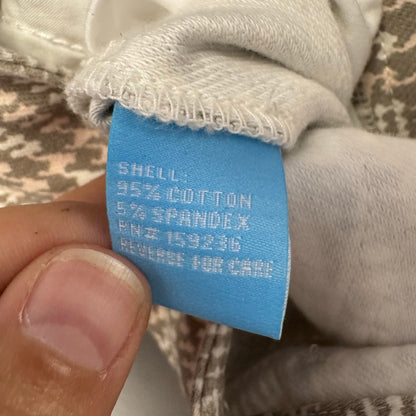 SHELL:
95% COTTON
5% SPANDEX
RN# 159236
REVERSE FOR CARE